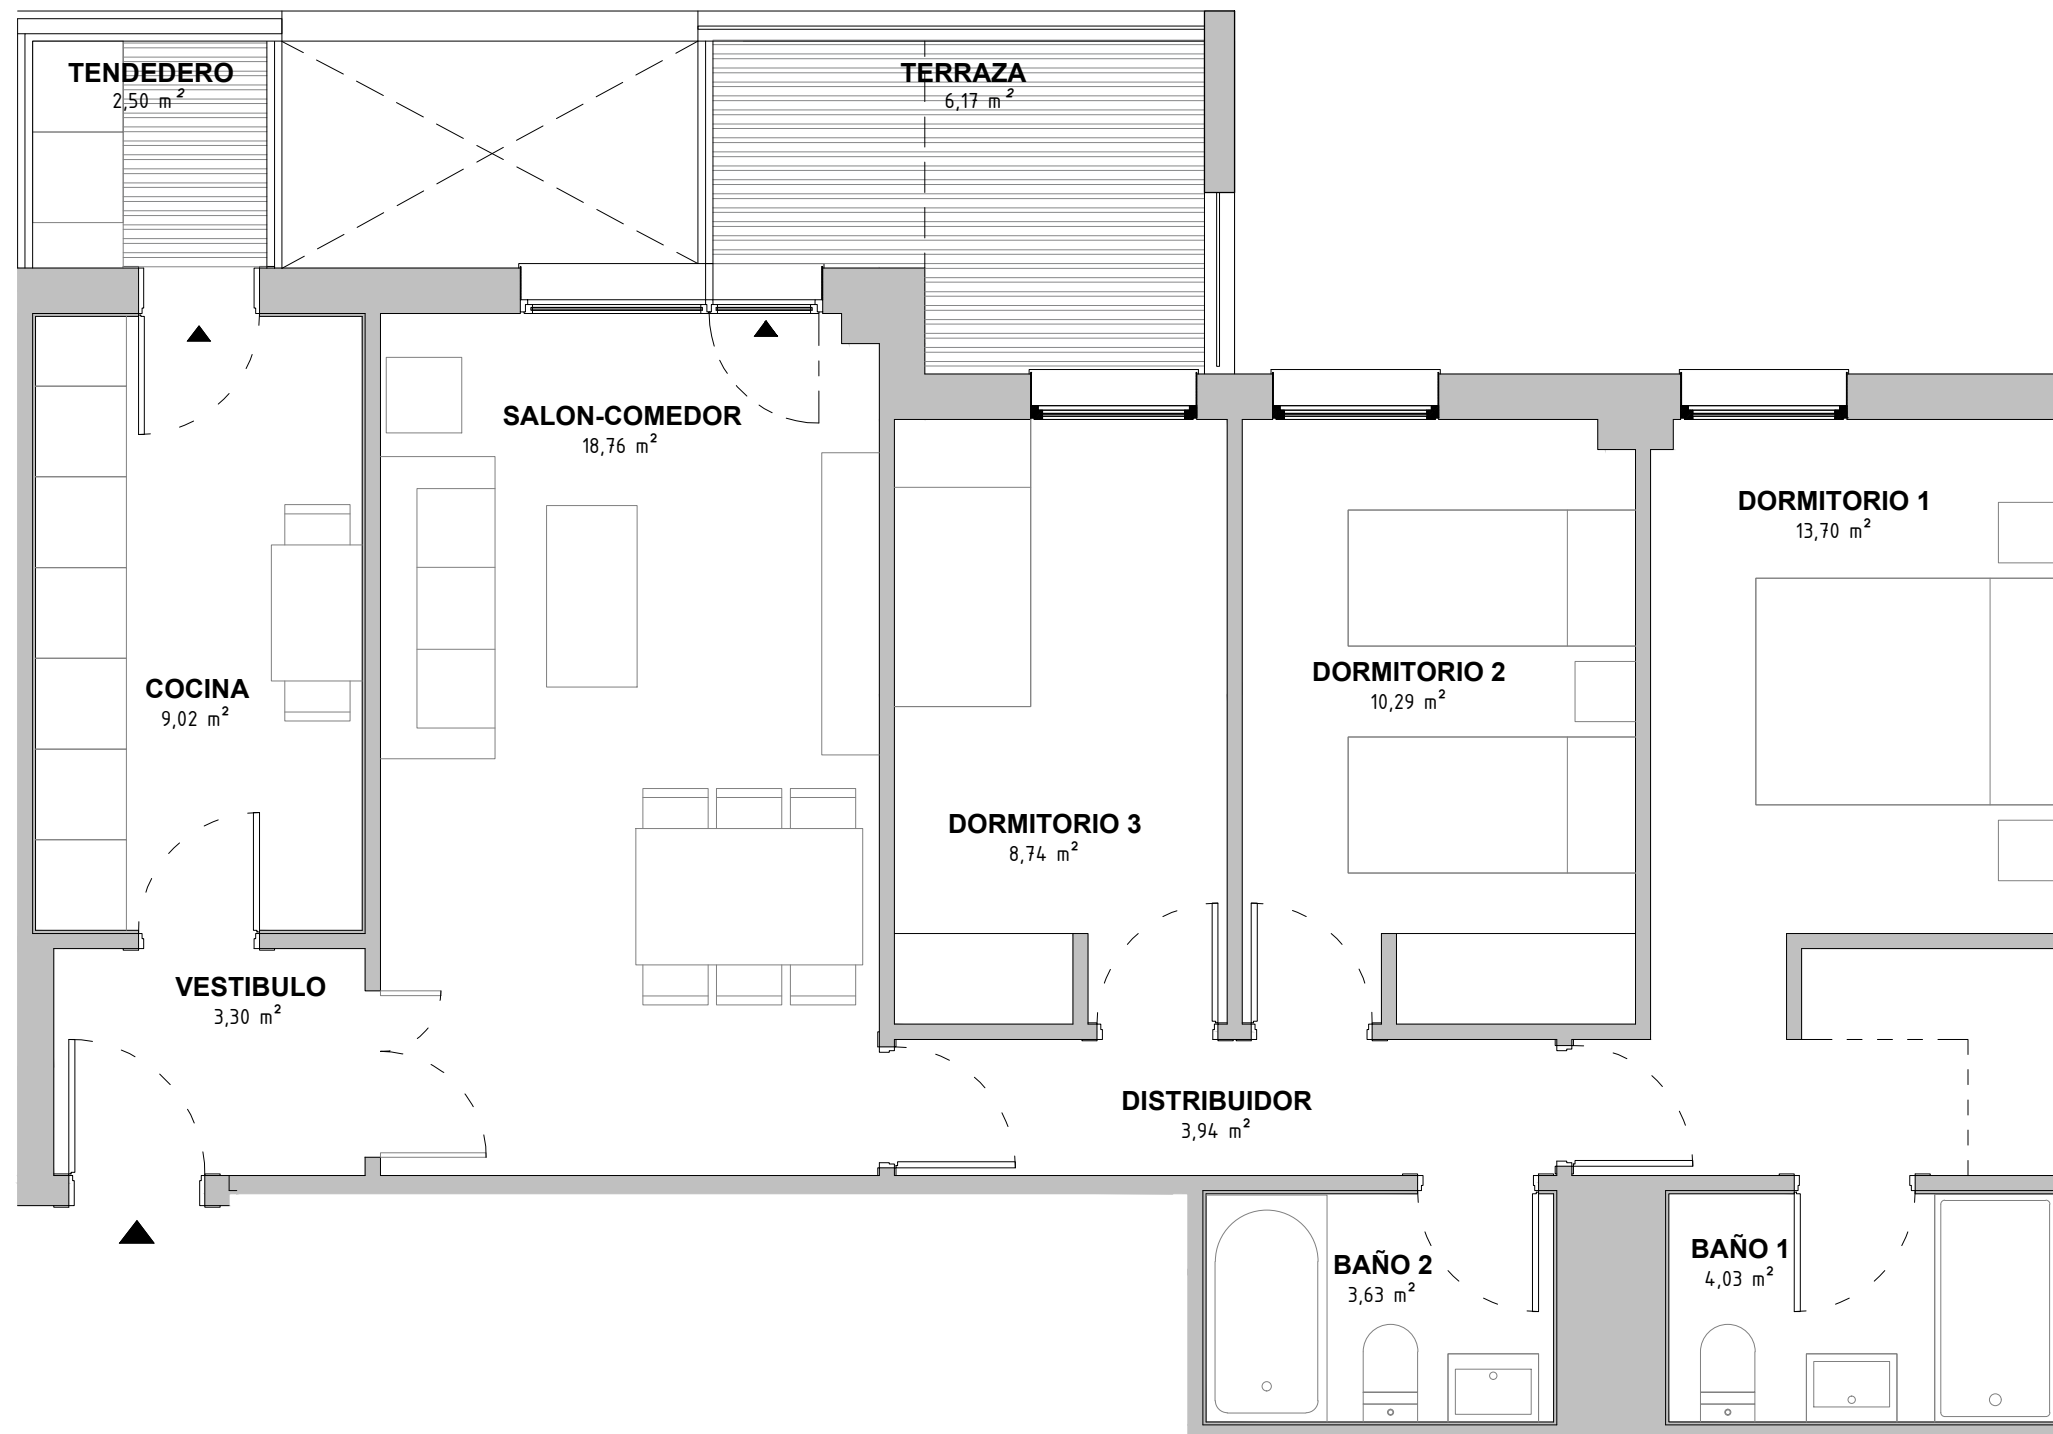 TENDEDERO
2,50 m²
TERRAZA
6,17 m²
SALON-COMEDOR
18,76 m²
DORMITORIO 1
13,70 m²
COCINA
9,02 m²
DORMITORIO 2
10,29 m²
DORMITORIO 3
8,74 m²
VESTIBULO
3,30 m²
DISTRIBUIDOR
3,94 m²
BAÑO 2
3,63 m²
BAÑO 1
4,03 m²